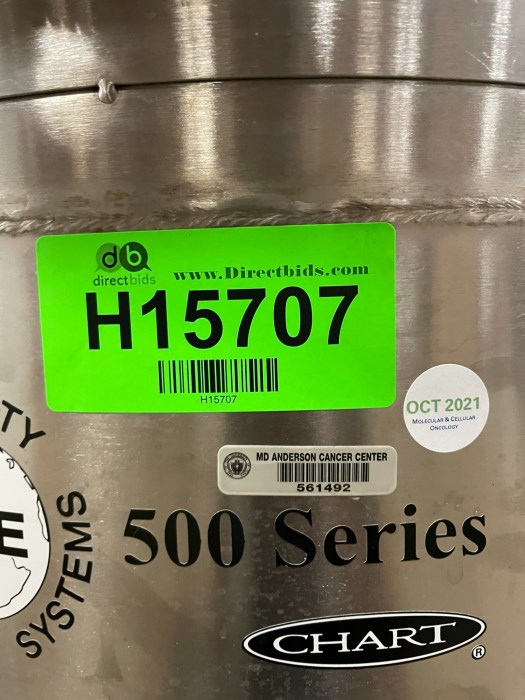 db
directbids
www.Directbids.com
H15707
H15707
OCT 2021
MOLECULAR & CELLULAR
ONCOLOGY
MD ANDERSON CANCER CENTER
561492
TY
E
SYSTEMS
500 Series
CHART®